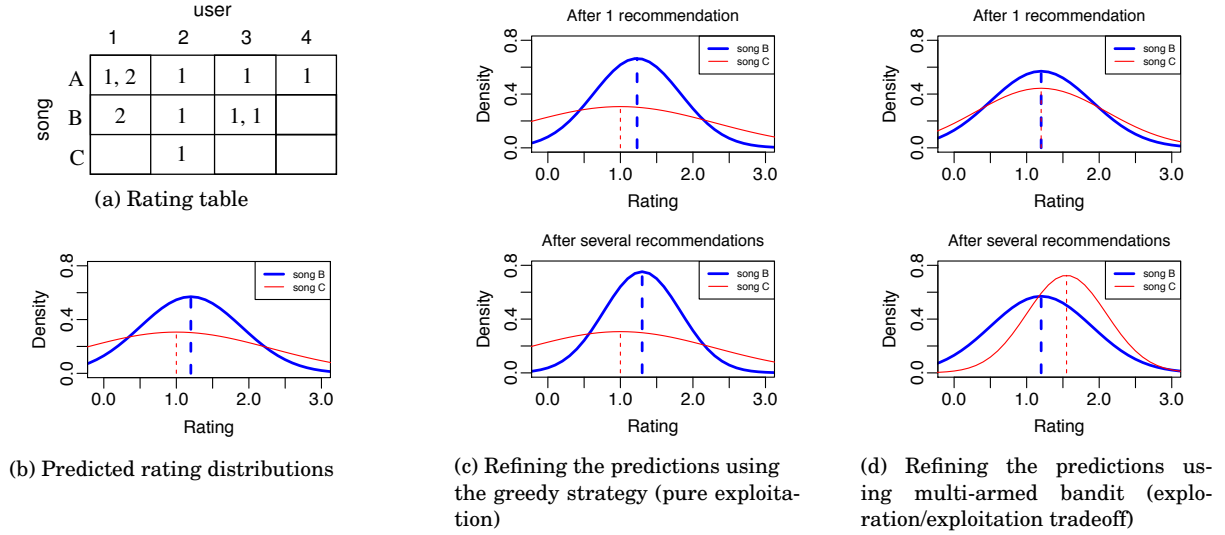 user
1 2 3 4
song
A 1, 2 1 1 1
B 2 1 1, 1
C 1
(a) Rating table
Density
0.0 0.4 0.8
song B
song C
0.0 1.0 2.0 3.0
Rating
(b) Predicted rating distributions
After 1 recommendation
Density
0.0 0.4 0.8
song B
song C
0.0 1.0 2.0 3.0
Rating
After several recommendations
Density
0.0 0.4 0.8
song B
song C
0.0 1.0 2.0 3.0
Rating
(c) Refining the predictions using
the greedy strategy (pure exploita-
tion)
After 1 recommendation
Density
0.0 0.4 0.8
song B
song C
0.0 1.0 2.0 3.0
Rating
After several recommendations
Density
0.0 0.4 0.8
song B
song C
0.0 1.0 2.0 3.0
Rating
(d) Refining the predictions us-
ing multi-armed bandit (explo-
ration/exploitation tradeoff)